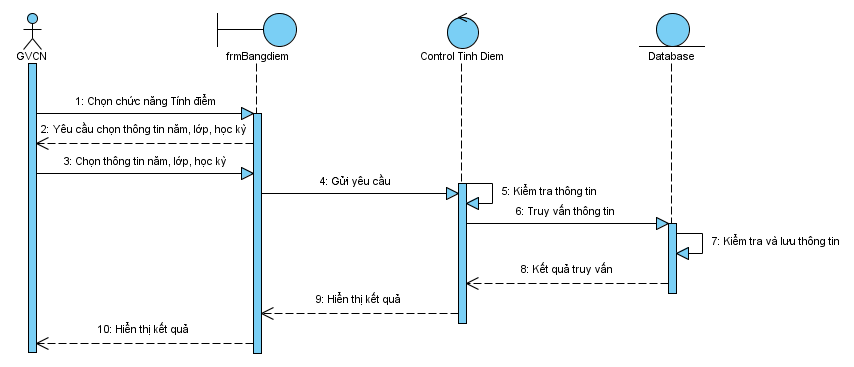 GVCN
frmBangdiem
Control Tinh Diem
Database
1: Chọn chức năng Tính điểm
2: Yêu cầu chọn thông tin năm, lớp, học kỳ
3: Chọn thông tin năm, lớp, học kỳ
4: Gửi yêu cầu
5: Kiểm tra thông tin
6: Truy vấn thông tin
7: Kiểm tra và lưu thông tin
8: Kết quả truy vấn
9: Hiển thị kết quả
10: Hiển thị kết quả